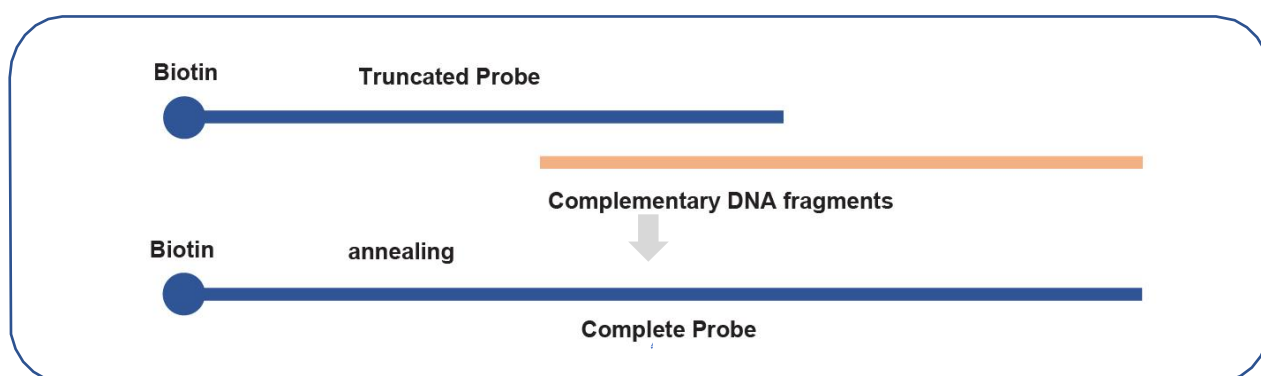 Biotin
Truncated Probe
Complementary DNA fragments
Biotin
annealing
Complete Probe